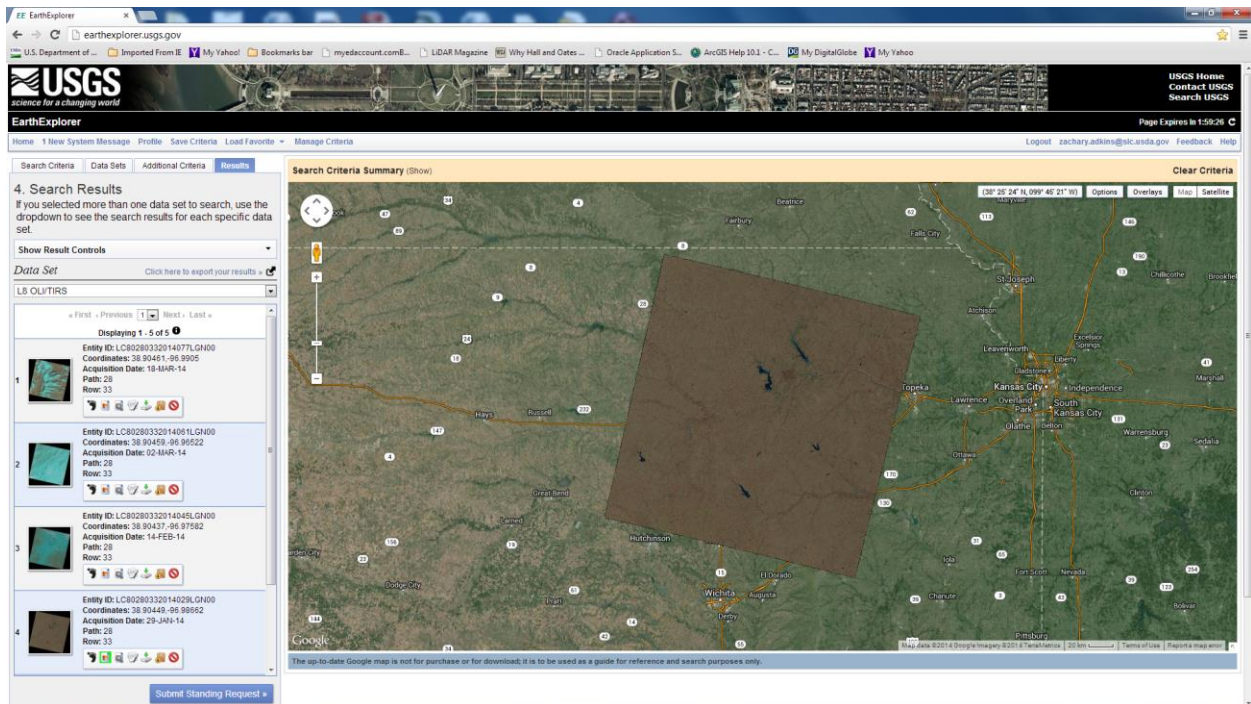 EE EarthExplorer
earthexplorer.usgs.gov
U.S. Department of ... Imported From IE My Yahoo! Bookmarks bar myedaccount.comB... LiDAR Magazine Why Hall and Oates ... Oracle Application S... ArcGIS Help 10.1 - C... My DigitalGlobe My Yahoo
USGS
science for a changing world
USGS Home
Contact USGS
Search USGS
EarthExplorer
Page Expires In 1:59:26
Home 1 New System Message Profile Save Criteria Load Favorite Manage Criteria
Logout zachary.adkins@slc.usda.gov Feedback Help
Search Criteria Data Sets Additional Criteria Results
4. Search Results
If you selected more than one data set to search, use the
dropdown to see the search results for each specific data
set.
Show Result Controls
Data Set Click here to export your results »
L8 OLI/TIRS
« First ‹ Previous 1 Next › Last »
Displaying 1 - 5 of 5
1
Entity ID: LC80280332014077LGN00
Coordinates: 38.90461,-96.9905
Acquisition Date: 18-MAR-14
Path: 28
Row: 33
2
Entity ID: LC80280332014061LGN00
Coordinates: 38.90459,-96.96522
Acquisition Date: 02-MAR-14
Path: 28
Row: 33
3
Entity ID: LC80280332014045LGN00
Coordinates: 38.90437,-96.97582
Acquisition Date: 14-FEB-14
Path: 28
Row: 33
4
Entity ID: LC80280332014029LGN00
Coordinates: 38.90449,-96.98662
Acquisition Date: 29-JAN-14
Path: 28
Row: 33
Submit Standing Request »
Search Criteria Summary (Show)
Clear Criteria
(38° 25' 24" N, 099° 45' 21" W) Options Overlays Map Satellite
Maryville
Beatrice
Fairbury
Falls City
St Joseph
Chillicothe
Brookfiel
Atchison
Excelsior
Springs
Leavenworth
Liberty
Gladstone
Marshall
Kansas City
Independence
Topeka
Lawrence
Overland
Park
South
Kansas City
Olathe
Belton
Warrensburg
Sedalia
Hays
Russell
Ottawa
Clinton
Great Bend
Larned
Hutchinson
arden City
Iola
El Dorado
Fort Scott
Nevada
Dodge City
Pratt
Wichita
Augusta
Chanute
Derby
Bolivar
Pittsburg
Google
Map data ©2014 Google Imagery ©2014 TerraMetrics 20 km Terms of Use Report a map error
The up-to-date Google map is not for purchase or for download; it is to be used as a guide for reference and search purposes only.